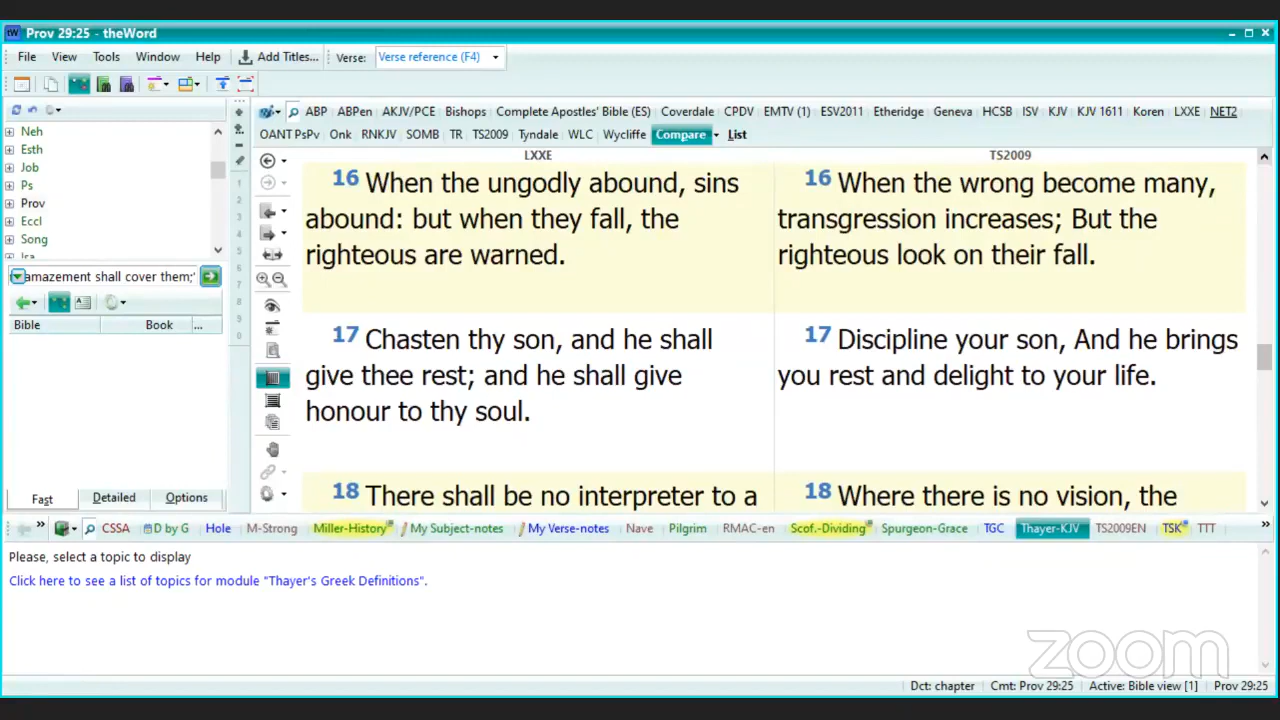 Prov 29:25 - theWord
File View Tools Window Help Add Titles... Verse: Verse reference (F4)
ABP ABPen AKJV/PCE Bishops Complete Apostles' Bible (ES) Coverdale CPDV EMTV (1) ESV2011 Etheridge Geneva HCSB ISV KJV KJV 1611 Koren LXXE NET2
OANT PsPv Onk RNKJV SOMB TR TS2009 Tyndale WLC Wycliffe Compare List
Neh
Esth
Job
Ps
Prov
Eccl
Song
Isa
amazement shall cover them;
Bible Book ...
Fast Detailed Options
LXXE
16 When the ungodly abound, sins
abound: but when they fall, the
righteous are warned.
17 Chasten thy son, and he shall
give thee rest; and he shall give
honour to thy soul.
18 There shall be no interpreter to a
TS2009
16 When the wrong become many,
transgression increases; But the
righteous look on their fall.
17 Discipline your son, And he brings
you rest and delight to your life.
18 Where there is no vision, the
CSSA D by G Hole M-Strong Miller-History My Subject-notes My Verse-notes Nave Pilgrim RMAC-en Scof.-Dividing Spurgeon-Grace TGC Thayer-KJV TS2009EN TSK TTT
Please, select a topic to display
Click here to see a list of topics for module "Thayer's Greek Definitions".
zoom
Dct: chapter Cmt: Prov 29:25 Active: Bible view [1] Prov 29:25